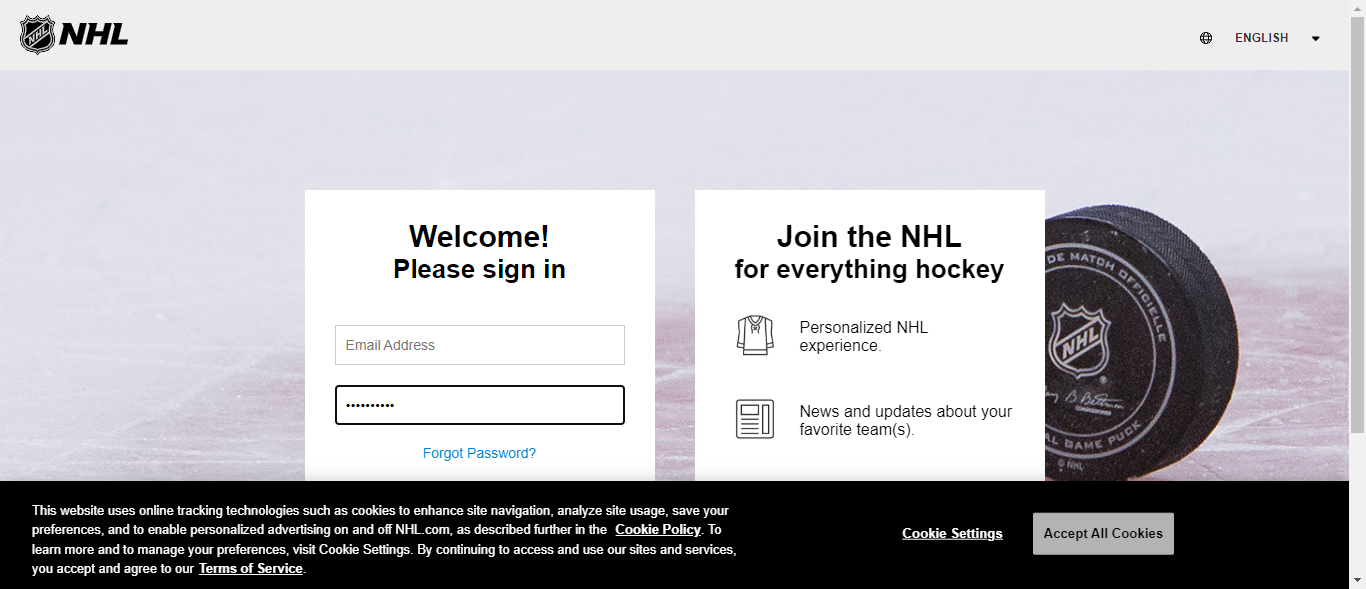 NHL NHL
ENGLISH
Welcome!
Please sign in
Email Address
••••••••••
Forgot Password?
Join the NHL
for everything hockey
Personalized NHL
experience.
News and updates about your
favorite team(s).
DE MATCH OFFICIELLE
NHL
®
COMMISSIONER
AL GAME PUCK
© NHL
This website uses online tracking technologies such as cookies to enhance site navigation, analyze site usage, save your
preferences, and to enable personalized advertising on and off NHL.com, as described further in the Cookie Policy. To
learn more and to manage your preferences, visit Cookie Settings. By continuing to access and use our sites and services,
you accept and agree to our Terms of Service.
Cookie Settings
Accept All Cookies